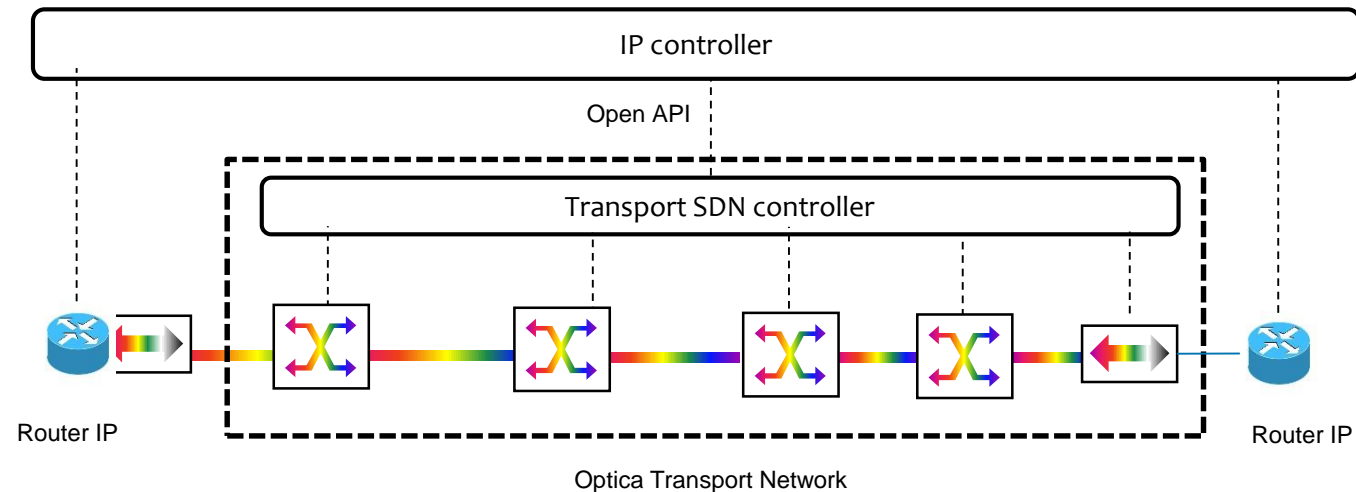 IP controller
Open API
Transport SDN controller
Router IP
Router IP
Optica Transport Network